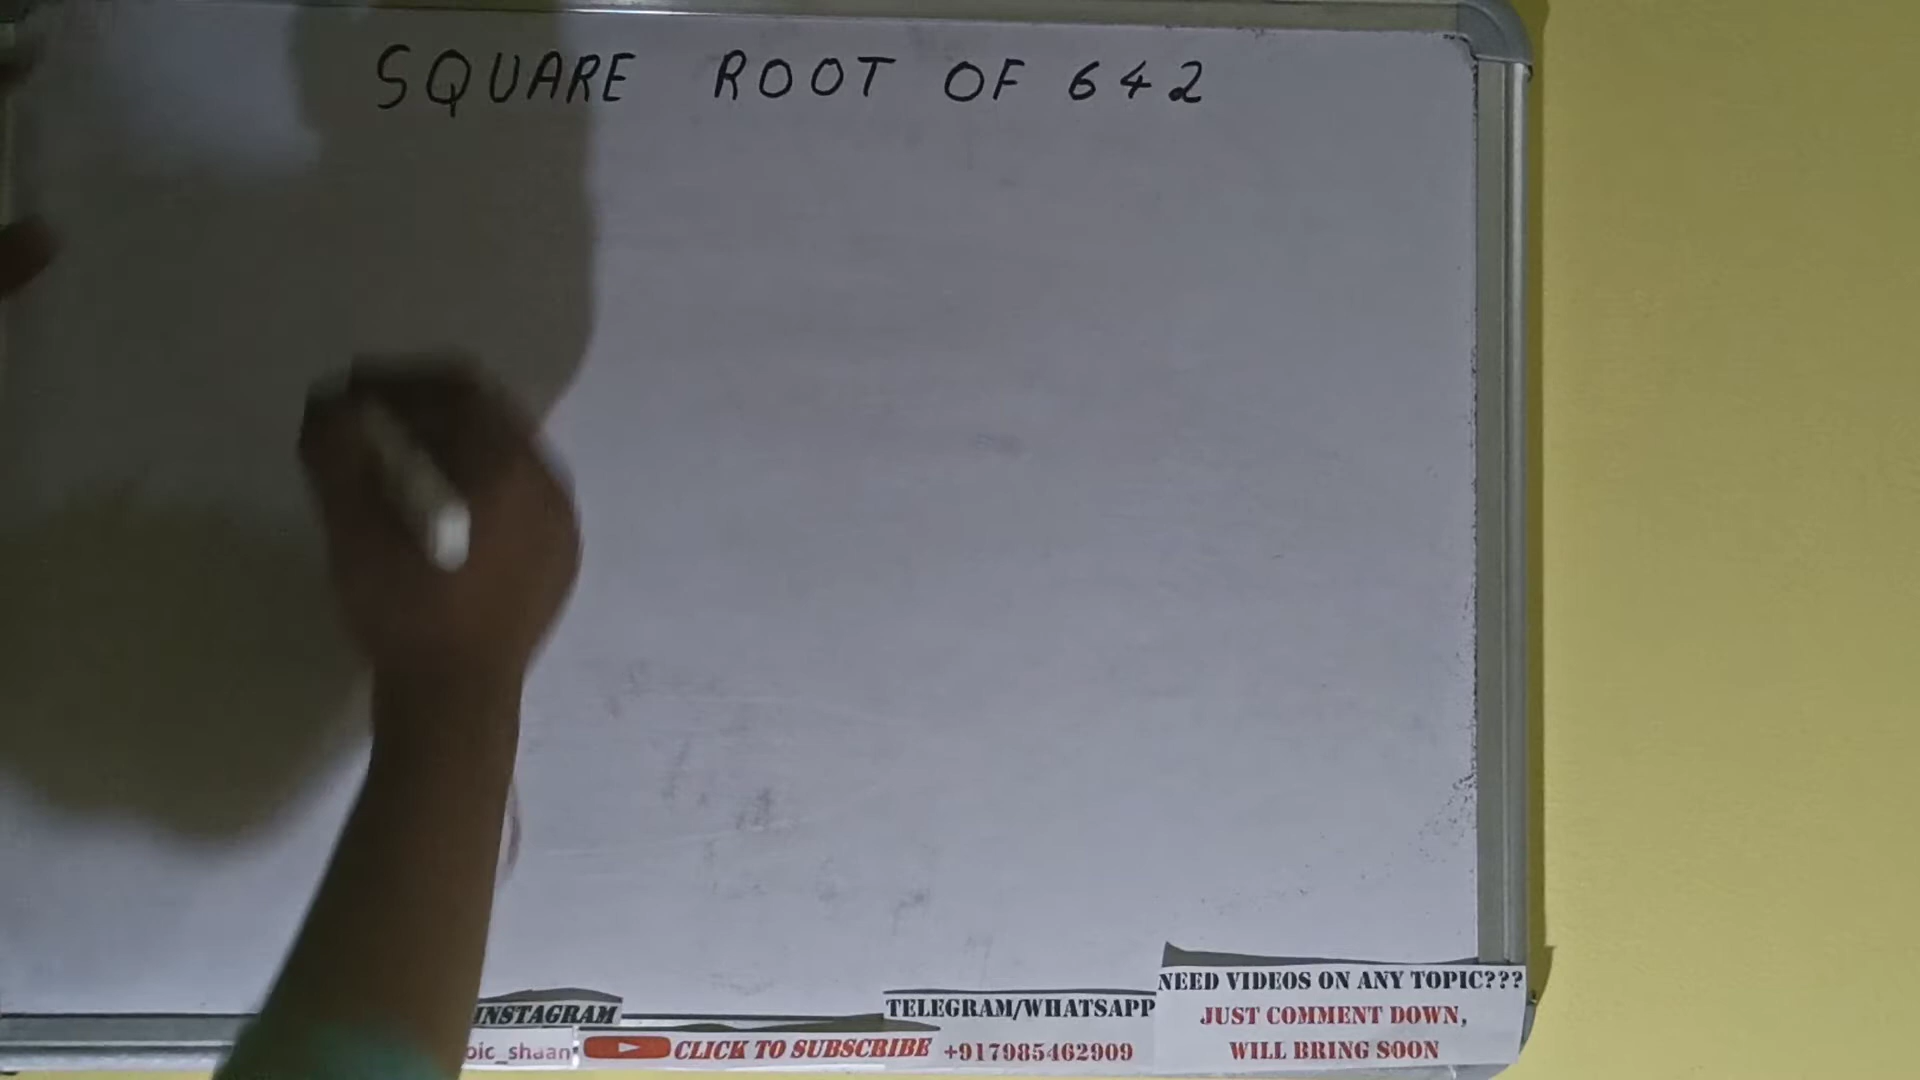 SQUARE ROOT OF 642
INSTAGRAM
pic_shaan
CLICK TO SUBSCRIBE
TELEGRAM/WHATSAPP
+917985462909
NEED VIDEOS ON ANY TOPIC???
JUST COMMENT DOWN,
WILL BRING SOON